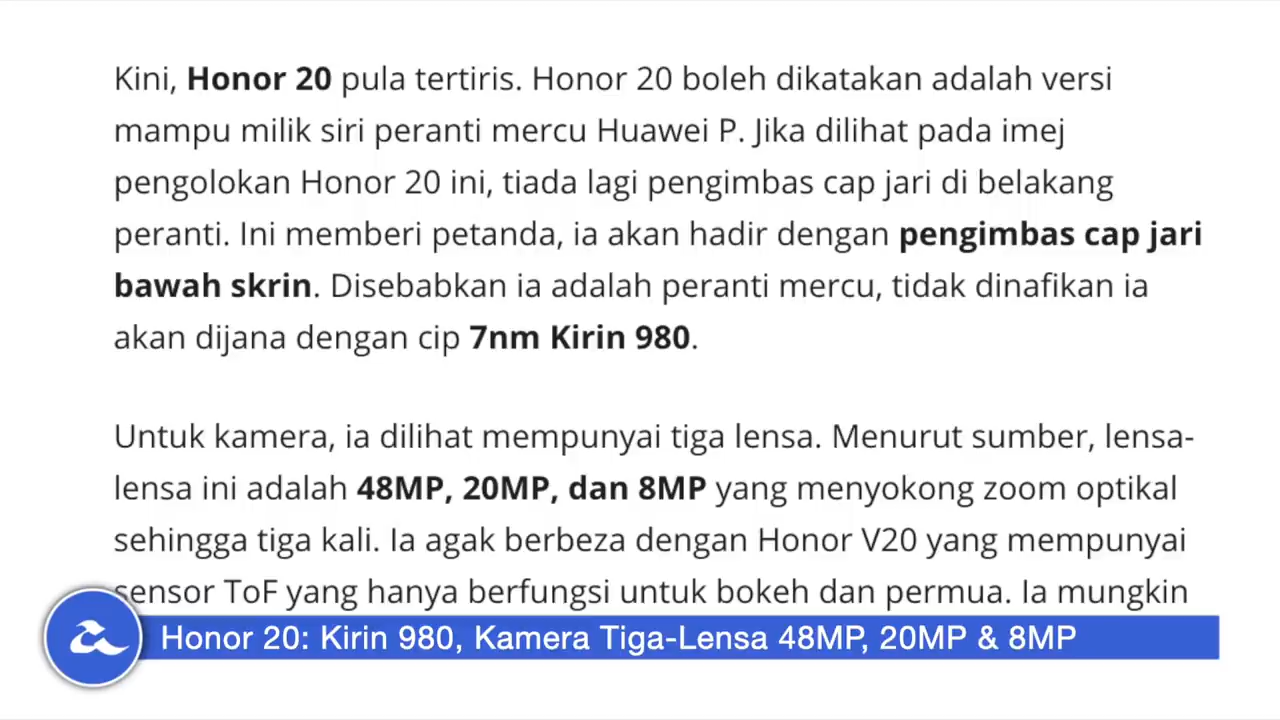 Kini, Honor 20 pula tertiris. Honor 20 boleh dikatakan adalah versi
mampu milik siri peranti mercu Huawei P. Jika dilihat pada imej
pengolokan Honor 20 ini, tiada lagi pengimbas cap jari di belakang
peranti. Ini memberi petanda, ia akan hadir dengan pengimbas cap jari
bawah skrin. Disebabkan ia adalah peranti mercu, tidak dinafikan ia
akan dijana dengan cip 7nm Kirin 980.
Untuk kamera, ia dilihat mempunyai tiga lensa. Menurut sumber, lensa-
lensa ini adalah 48MP, 20MP, dan 8MP yang menyokong zoom optikal
sehingga tiga kali. Ia agak berbeza dengan Honor V20 yang mempunyai
sensor ToF yang hanya berfungsi untuk bokeh dan permua. Ia mungkin
Honor 20: Kirin 980, Kamera Tiga-Lensa 48MP, 20MP & 8MP